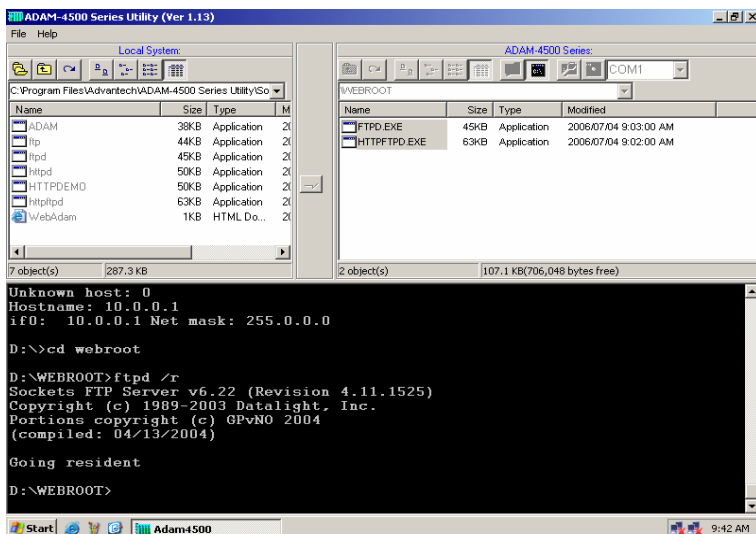 ADAM-4500 Series Utility (Ver 1.13)
File Help
Local System:
C:\Program Files\Advantech\ADAM-4500 Series Utility\So
Name Size Type M
ADAM 38KB Application 20
ftp 44KB Application 20
ftpd 45KB Application 20
httpd 50KB Application 20
HTTPDEMO 50KB Application 20
httpftpd 63KB Application 20
WebAdam 1KB HTML Do... 20
7 object(s) 287.3 KB
ADAM-4500 Series:
COM1
\WEBROOT
Name Size Type Modified
FTPD.EXE 45KB Application 2006/07/04 9:03:00 AM
HTTPFTPD.EXE 63KB Application 2006/07/04 9:02:00 AM
2 object(s) 107.1 KB(706,048 bytes free)
Unknown host: 0
Hostname: 10.0.0.1
if0: 10.0.0.1 Net mask: 255.0.0.0
D:\>cd webroot
D:\WEBROOT>ftpd /r
Sockets FTP Server v6.22 (Revision 4.11.1525)
Copyright (c) 1989-2003 Datalight, Inc.
Portions copyright (c) GPvNO 2004
(compiled: 04/13/2004)
Going resident
D:\WEBROOT>
Start Adam4500 9:42 AM